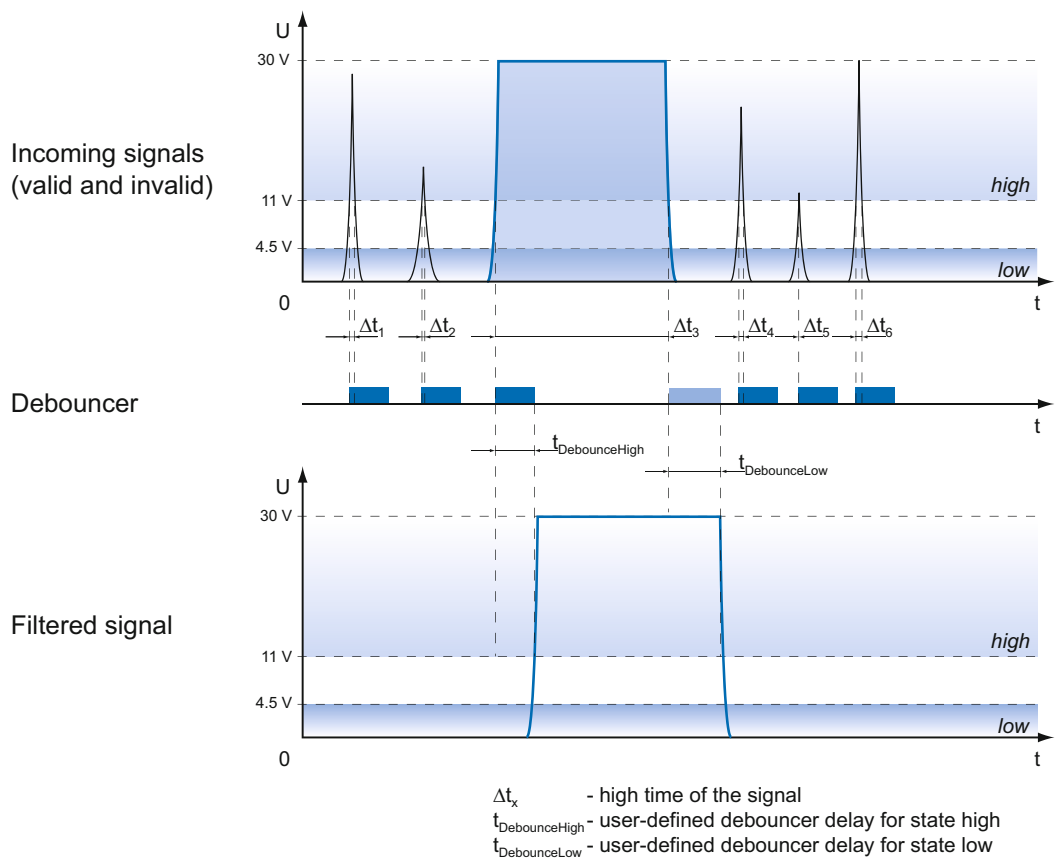 U
30 V
Incoming signals
(valid and invalid)
high
11 V
4.5 V
low
0
t
Δt1 Δt2 Δt3 Δt4 Δt5 Δt6
Debouncer
t
tDebounceHigh
tDebounceLow
U
30 V
Filtered signal
high
11 V
4.5 V
low
0
t
Δtx - high time of the signal
tDebounceHigh - user-defined debouncer delay for state high
tDebounceLow - user-defined debouncer delay for state low